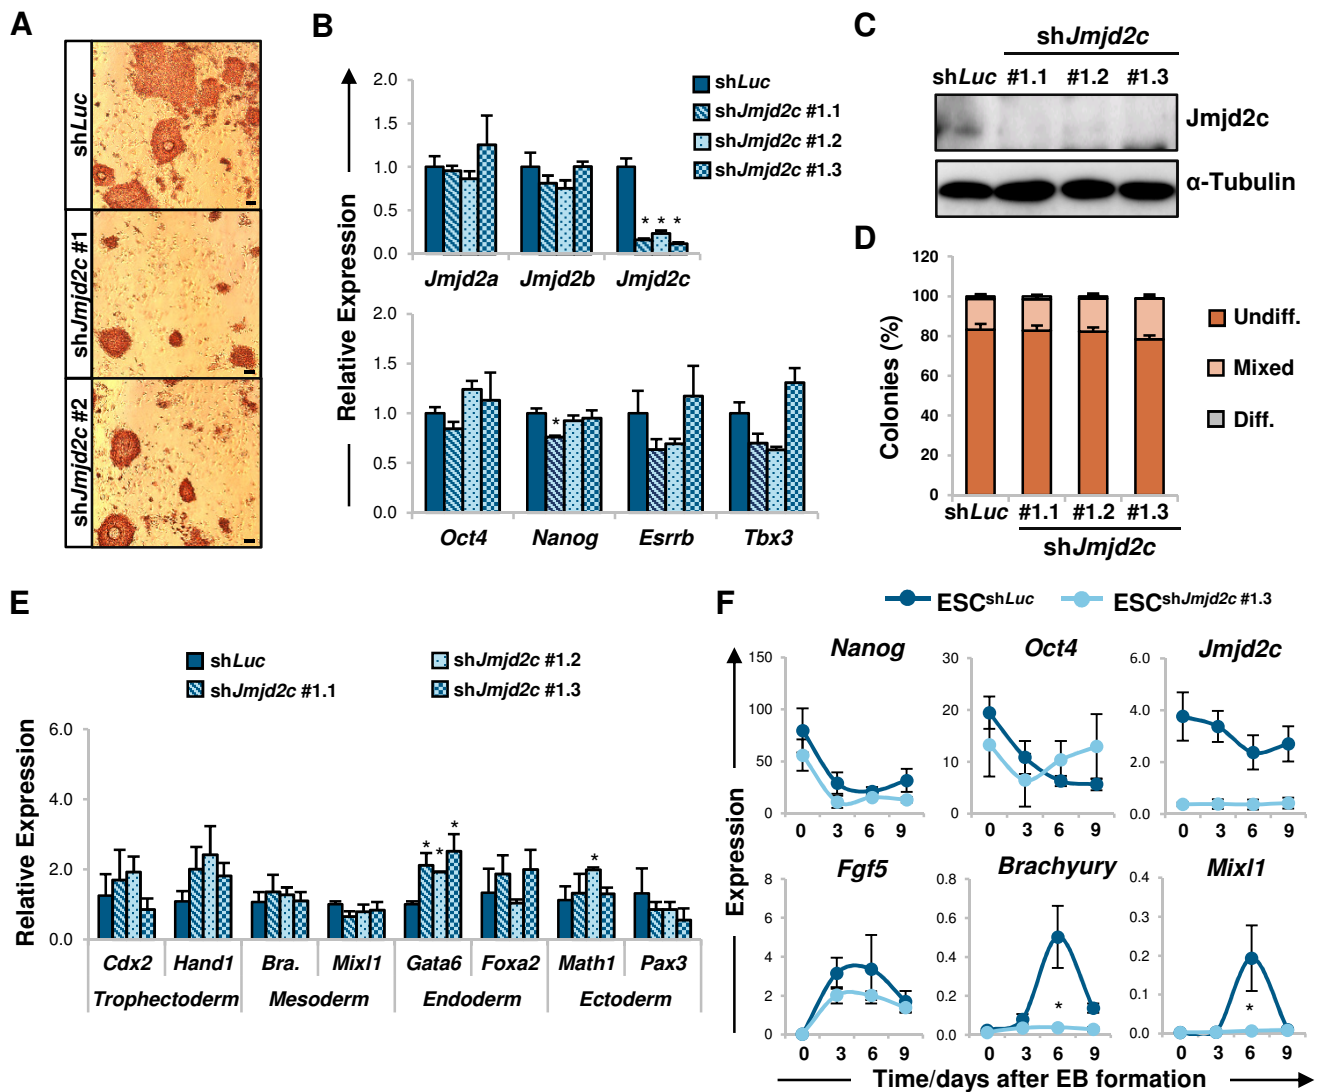 A
shLuc
shJmjd2c #1
shJmjd2c #2
B
Relative Expression
2.0
1.5
1.0
0.5
0.0
Jmjd2a Jmjd2b Jmjd2c
* * *
shLuc
shJmjd2c #1.1
shJmjd2c #1.2
shJmjd2c #1.3
2.0
1.5
1.0
0.5
0.0
*
Oct4 Nanog Esrrb Tbx3
C
shJmjd2c
shLuc #1.1 #1.2 #1.3
Jmjd2c
α-Tubulin
D
Colonies (%)
120
100
80
60
40
20
0
shLuc #1.1 #1.2 #1.3
shJmjd2c
Undiff.
Mixed
Diff.
E
shLuc
shJmjd2c #1.1
shJmjd2c #1.2
shJmjd2c #1.3
Relative Expression
6.0
4.0
2.0
0.0
* * * *
Cdx2 Hand1 Bra. Mixl1 Gata6 Foxa2 Math1 Pax3
Trophectoderm Mesoderm Endoderm Ectoderm
F
ESCshLuc ESCshJmjd2c #1.3
Expression
Nanog
150
100
50
0
0 3 6 9
Oct4
30
20
10
0
0 3 6 9
Jmjd2c
6.0
4.0
2.0
0.0
0 3 6 9
Fgf5
8
6
4
2
0
0 3 6 9
Brachyury
0.8
0.6
0.4
0.2
0
*
0 3 6 9
Mixl1
0.4
0.3
0.2
0.1
0.0
*
0 3 6 9
Time/days after EB formation